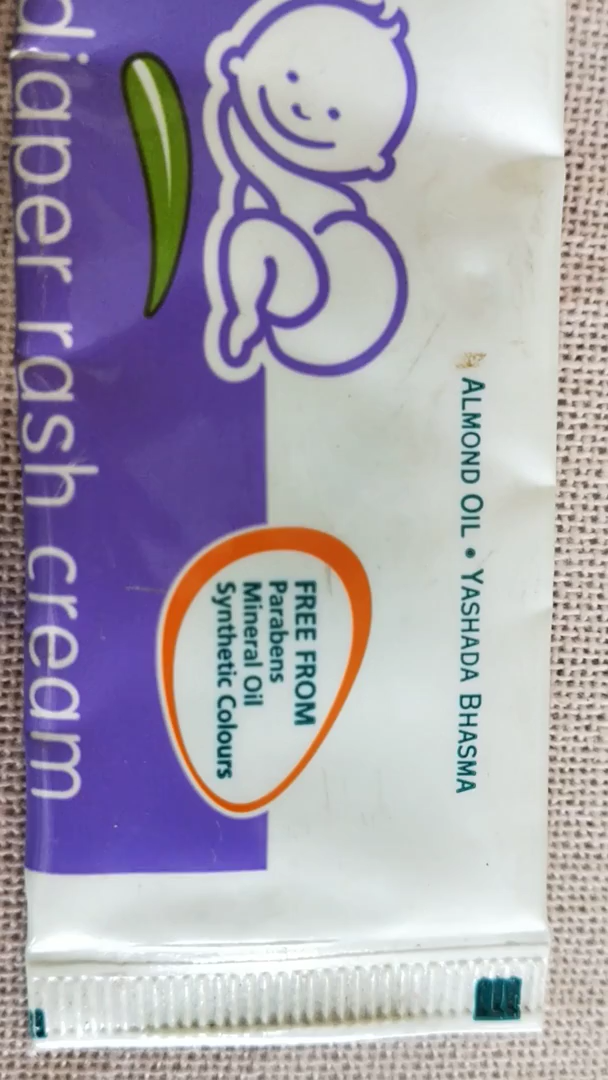 ALMOND OIL • YASHADA BHASMA
FREE FROM
Parabens
Mineral Oil
Synthetic Colours
diaper rash cream